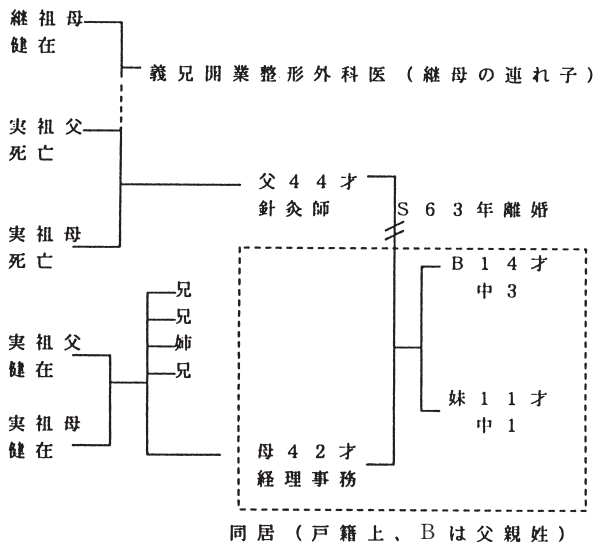 継祖母
健在
義兄開業整形外科医（継母の連れ子）
実祖父
死亡
父44才
針灸師
S63年離婚
実祖母
死亡
B14才
中3
兄
兄
姉
兄
実祖父
健在
妹11才
中1
実祖母
健在
母42才
経理事務
同居（戸籍上、Bは父親姓）